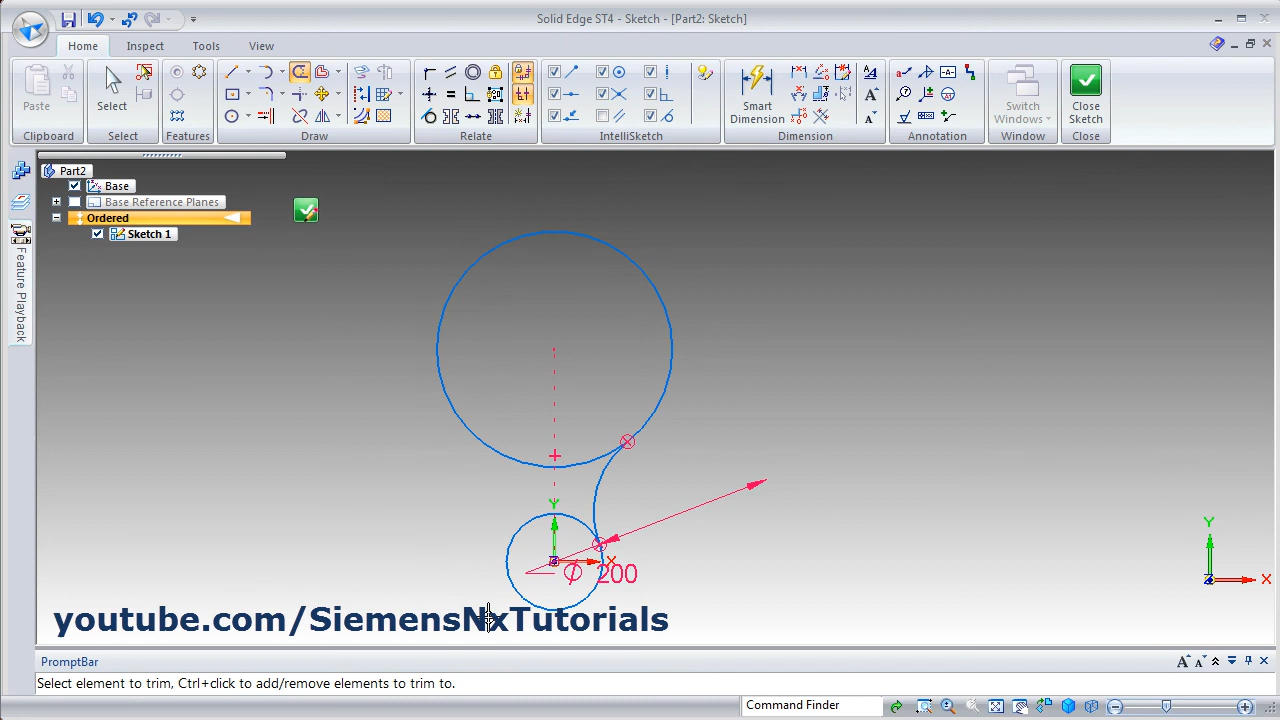 Solid Edge ST4 - Sketch - [Part2: Sketch]
Home Inspect Tools View
Paste
Clipboard
Select
Select
Features
Draw
Relate
IntelliSketch
Smart Dimension
Dimension
Annotation
Switch Windows
Window
Close Sketch
Close
Part2
Base
Base Reference Planes
Ordered
Sketch 1
Feature Playback
Y
X
∅ 200
Y
X
youtube.com/SiemensNxTutorials
PromptBar
Select element to trim, Ctrl+click to add/remove elements to trim to.
Command Finder